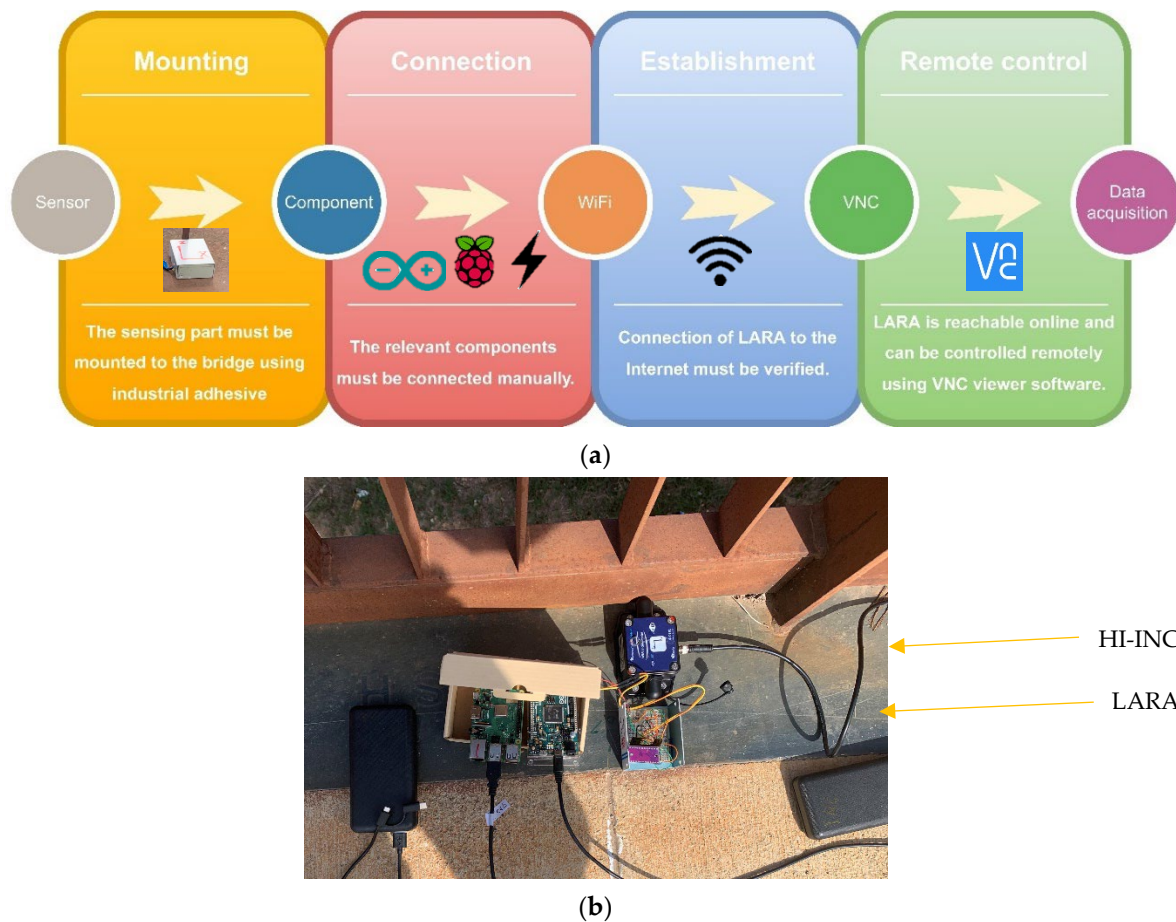 Mounting
Connection
Establishment
Remote control
Sensor
Component
WiFi
VNC
Data
acquisition
The sensing part must be
mounted to the bridge using
industrial adhesive
The relevant components
must be connected manually.
Connection of LARA to the
Internet must be verified.
LARA is reachable online and
can be controlled remotely
using VNC viewer software.
(a)
HI-INC
LARA
(b)